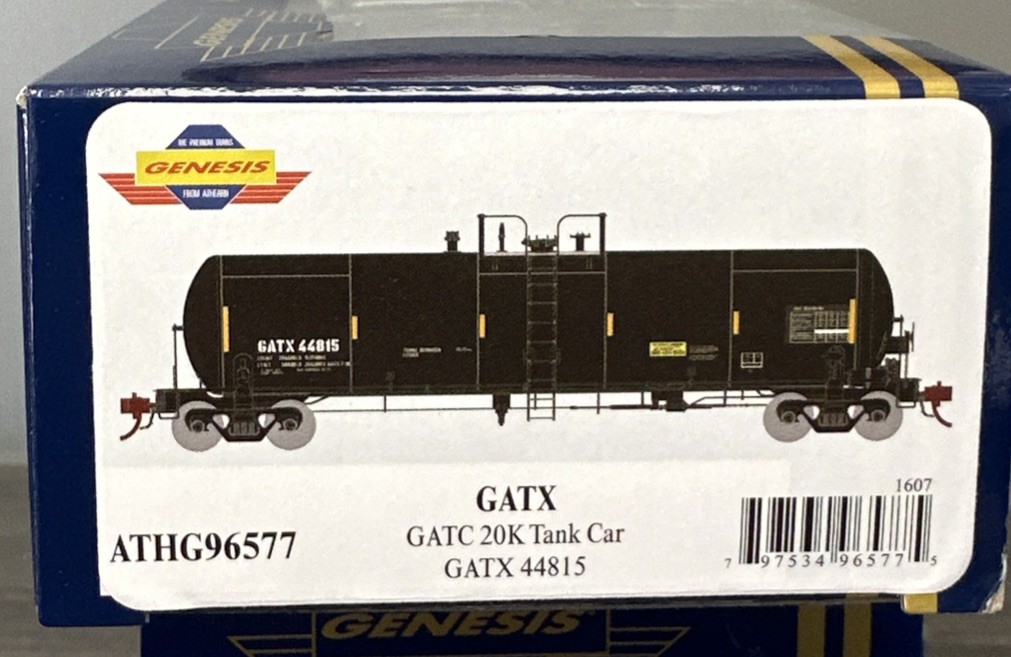 GENESIS
THE PREMIUM TRAINS
GENESIS
FROM ATHEARN
GATX 44815
1607
GATX
ATHG96577
GATC 20K Tank Car
GATX 44815
7 97534 96577 5
GENESIS